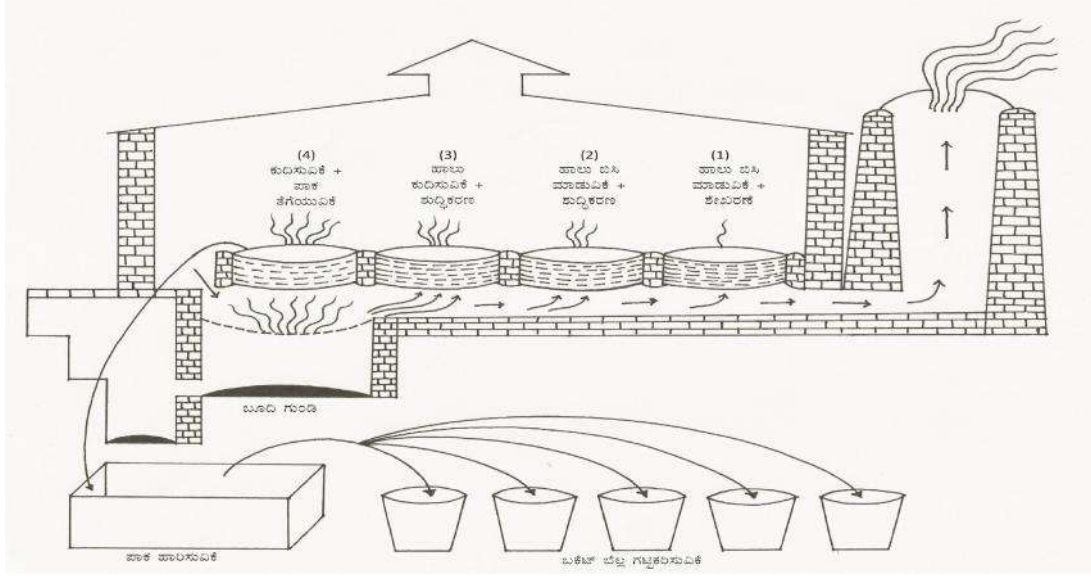 (4)
ಕುದಿಸುವಿಕೆ +
ಪಾಕ
ತೆಗೆಯುವಿಕೆ
(3)
ಹಾಲು
ಕುದಿಸುವಿಕೆ +
ಶುದ್ಧಿಕರಣ
(2)
ಹಾಲು ಬಿಸಿ
ಮಾಡುವಿಕೆ +
ಶುದ್ಧಿಕರಣ
(1)
ಹಾಲು ಬಿಸಿ
ಮಾಡುವಿಕೆ +
ಶೇಖರಣೆ
ಬೂದಿ ಗುಂಡಿ
ಪಾಕ ಹಾರಿಸುವಿಕೆ
ಬಕೆಟ್ ಬೆಲ್ಲ ಗಟ್ಟಿಕರಿಸುವಿಕೆ